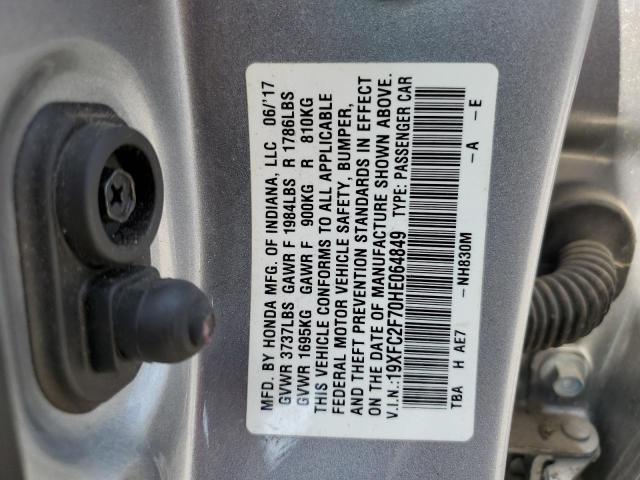 MFD. BY HONDA MFG. OF INDIANA, LLC 06/'17
GVWR 3737LBS GAWR F 1984LBS R 1786LBS
GVWR 1695KG GAWR F 900KG R 810KG
THIS VEHICLE CONFORMS TO ALL APPLICABLE
FEDERAL MOTOR VEHICLE SAFETY, BUMPER,
AND THEFT PREVENTION STANDARDS IN EFFECT
ON THE DATE OF MANUFACTURE SHOWN ABOVE.
V.I.N.:19XFC2F70HE064849 TYPE: PASSENGER CAR
TBA H AE7 -NH830M -A -E